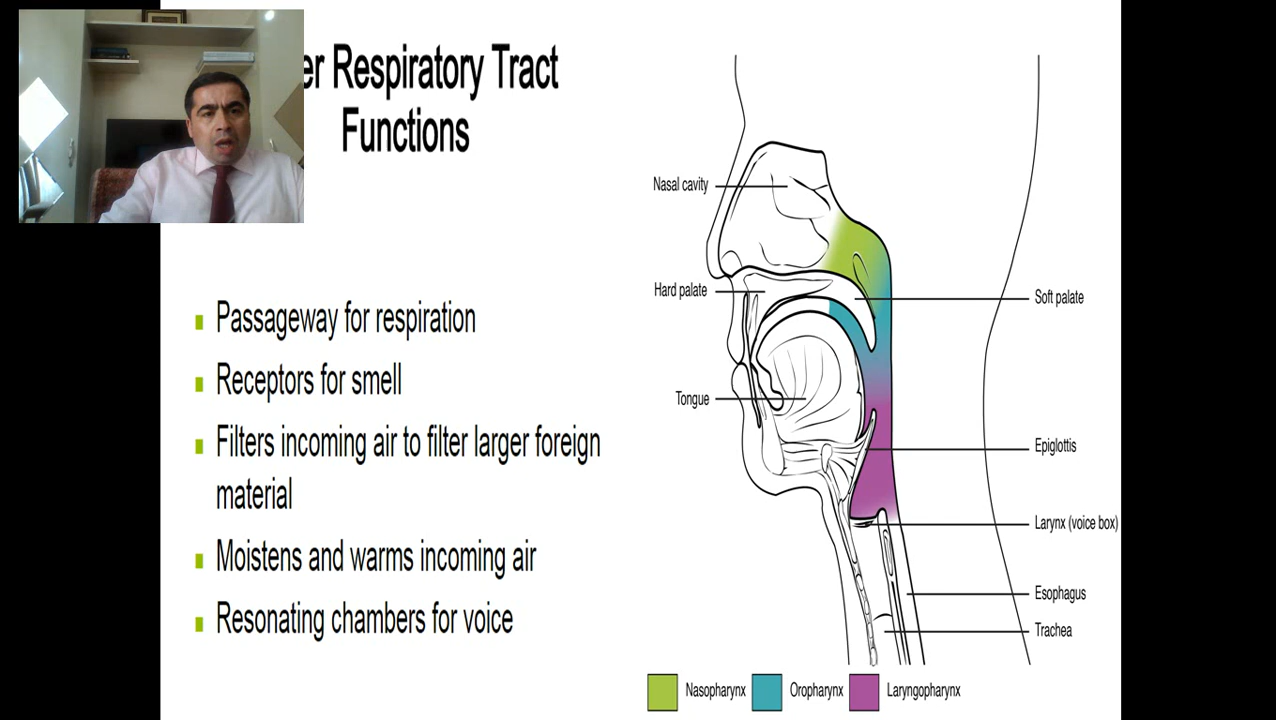 er Respiratory Tract
Functions
Passageway for respiration
Receptors for smell
Filters incoming air to filter larger foreign
material
Moistens and warms incoming air
Resonating chambers for voice
Nasal cavity
Hard palate
Soft palate
Tongue
Epiglottis
Larynx (voice box)
Esophagus
Trachea
Nasopharynx
Oropharynx
Laryngopharynx